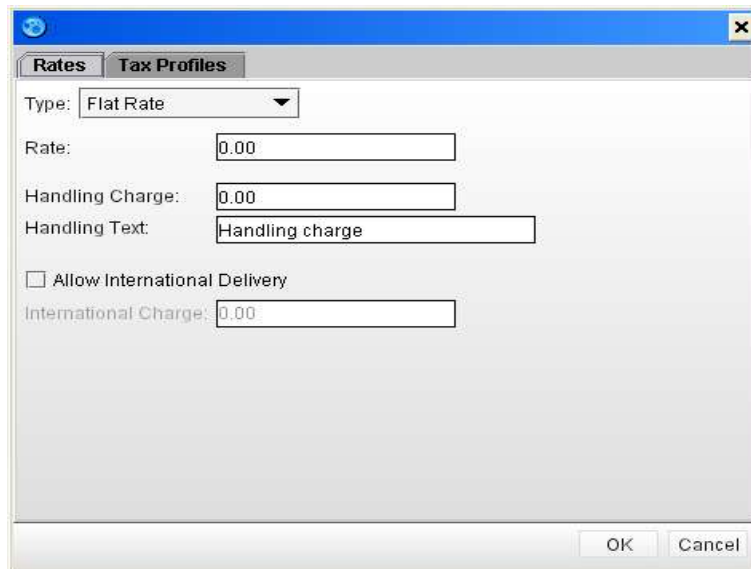 Rates Tax Profiles
Type: Flat Rate
Rate: 0.00
Handling Charge: 0.00
Handling Text: Handling charge
Allow International Delivery
International Charge: 0.00
OK Cancel